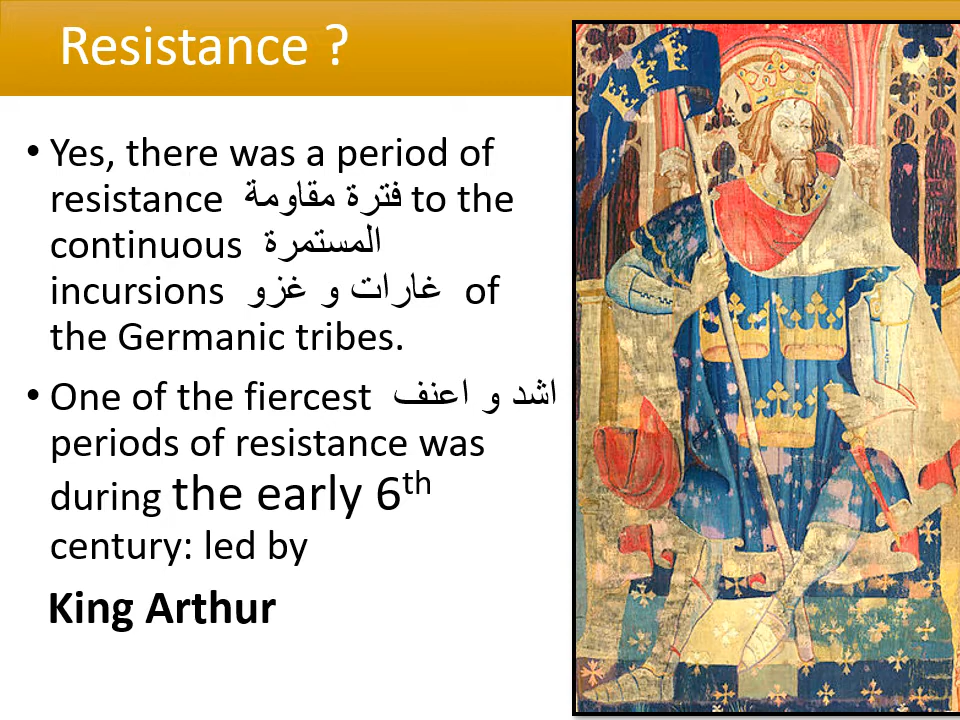 Resistance ?
• Yes, there was a period of
resistance فترة مقاومة to the
continuous المستمرة
incursions غارات و غزو of
the Germanic tribes.
• One of the fiercest اشد و اعنف
periods of resistance was
during the early 6th
century: led by
King Arthur